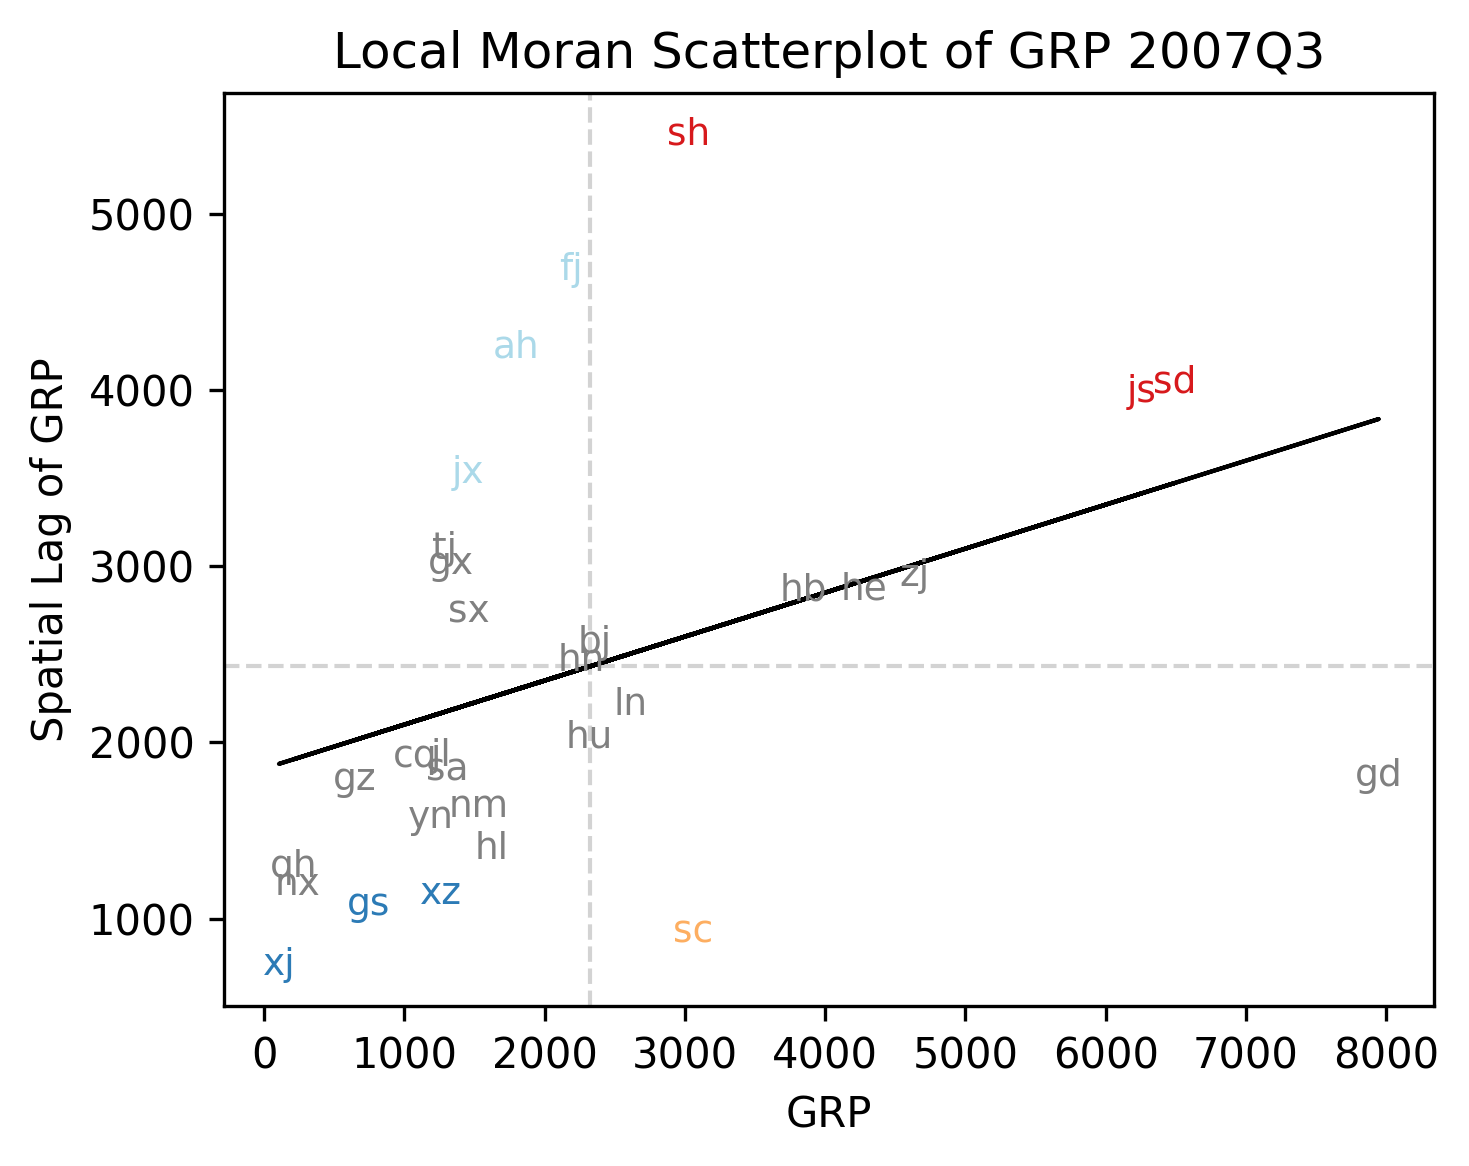 Local Moran Scatterplot of GRP 2007Q3
sh
5000
fj
ah
4000
js
sd
jx
tj
gx
3000
zj
hb
he
sx
bj
hn
ln
hu
2000
cq
jl
sa
gz
gd
nm
yn
hl
qh
nx
xz
gs
1000
sc
xj
Spatial Lag of GRP
0 1000 2000 3000 4000 5000 6000 7000 8000
GRP